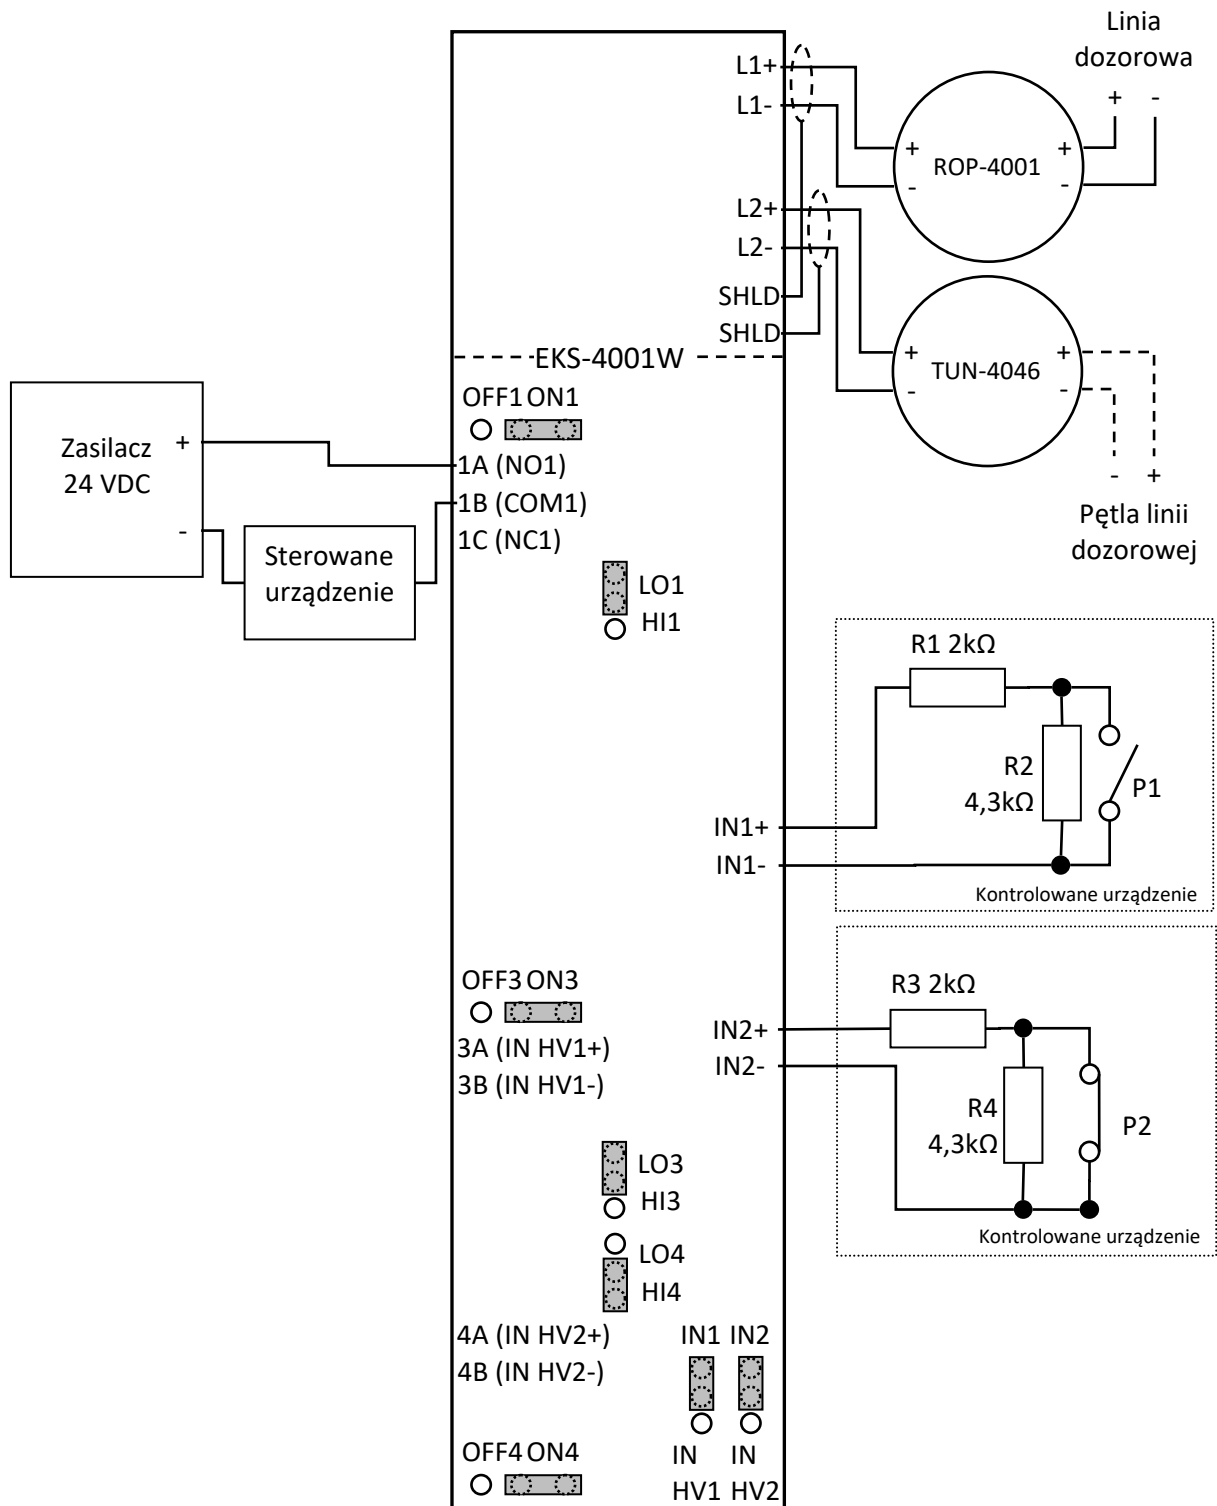 Linia
dozorowa
+ -
L1+
L1-
+ ROP-4001 +
- -
L2+
L2-
SHLD
SHLD
+ TUN-4046 +
- -
- +
Pętla linii
dozorowej
EKS-4001W
OFF1 ON1
Zasilacz +
24 VDC
-
1A (NO1)
1B (COM1)
1C (NC1)
Sterowane
urządzenie
LO1
HI1
R1 2kΩ
R2
4,3kΩ
P1
IN1+
IN1-
Kontrolowane urządzenie
OFF3 ON3
3A (IN HV1+)
3B (IN HV1-)
R3 2kΩ
IN2+
IN2-
R4
4,3kΩ
P2
Kontrolowane urządzenie
LO3
HI3
LO4
HI4
4A (IN HV2+)
4B (IN HV2-)
IN1 IN2
OFF4 ON4
IN IN
HV1 HV2